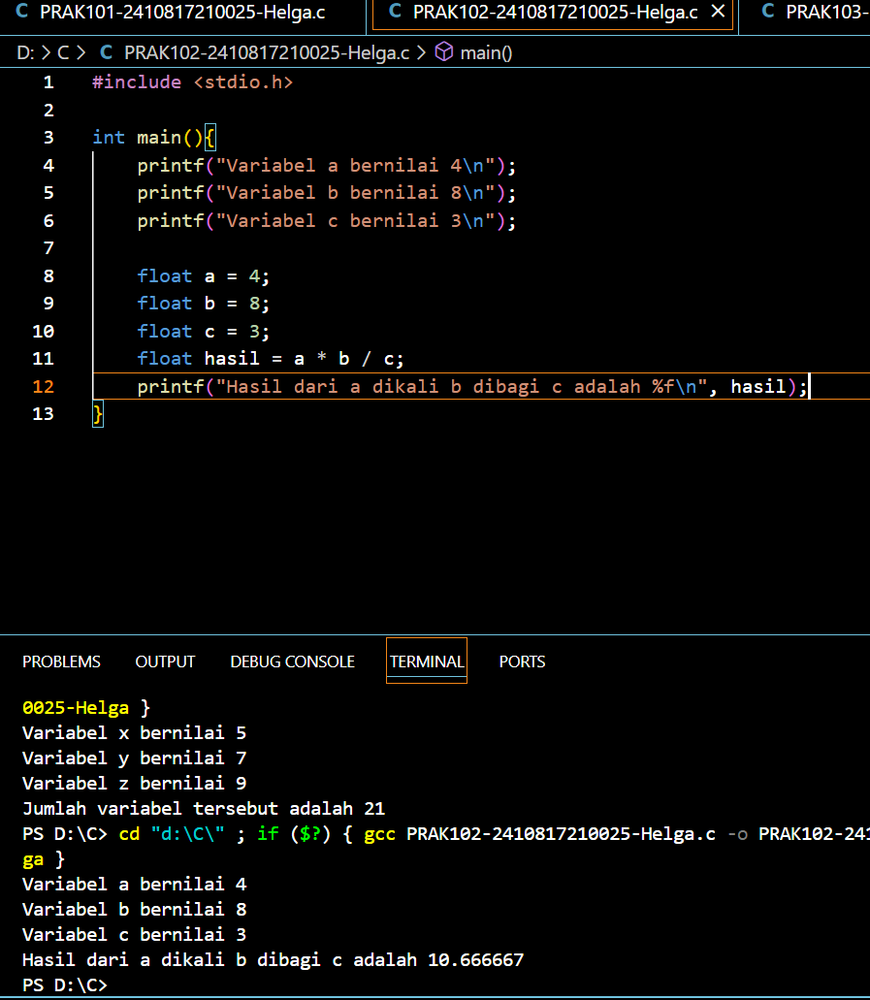 C PRAK101-2410817210025-Helga.c C PRAK102-2410817210025-Helga.c × C PRAK103-
D: > C > C PRAK102-2410817210025-Helga.c > main()
1 #include <stdio.h>
2
3 int main(){
4 printf("Variabel a bernilai 4\n");
5 printf("Variabel b bernilai 8\n");
6 printf("Variabel c bernilai 3\n");
7
8 float a = 4;
9 float b = 8;
10 float c = 3;
11 float hasil = a * b / c;
12 printf("Hasil dari a dikali b dibagi c adalah %f\n", hasil);
13 }
PROBLEMS OUTPUT DEBUG CONSOLE TERMINAL PORTS
0025-Helga }
Variabel x bernilai 5
Variabel y bernilai 7
Variabel z bernilai 9
Jumlah variabel tersebut adalah 21
PS D:\C> cd "d:\C\" ; if ($?) { gcc PRAK102-2410817210025-Helga.c -o PRAK102-241
ga }
Variabel a bernilai 4
Variabel b bernilai 8
Variabel c bernilai 3
Hasil dari a dikali b dibagi c adalah 10.666667
PS D:\C>